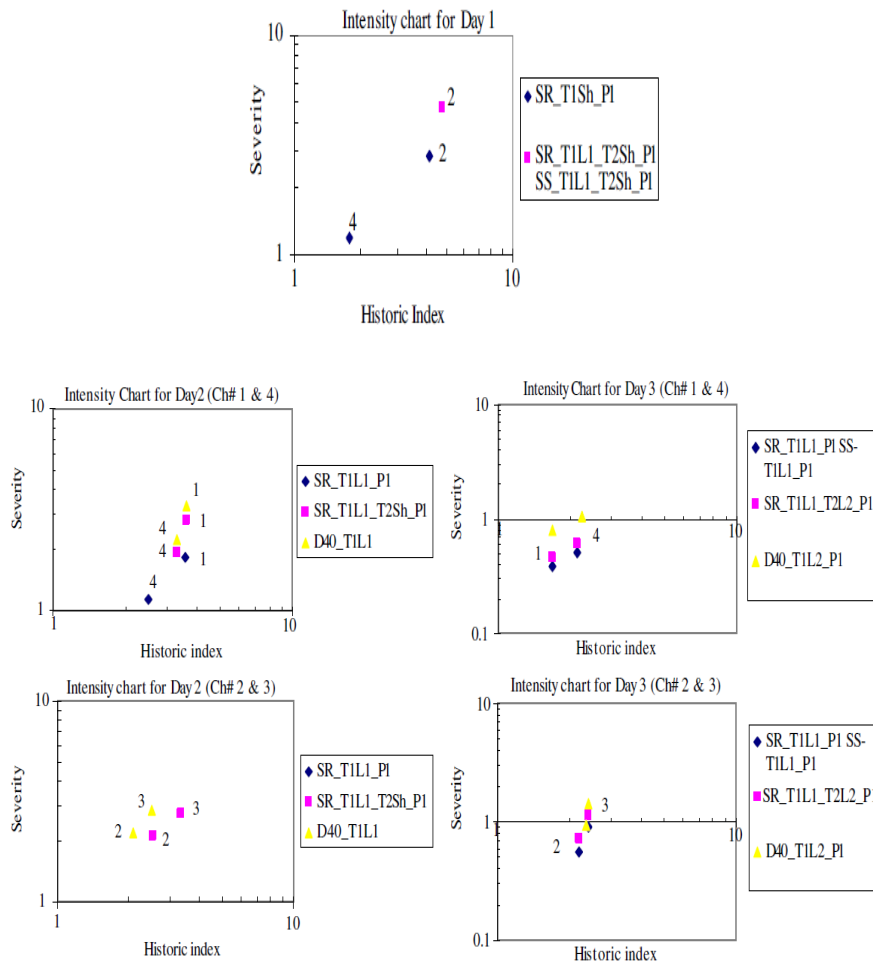 Intensity chart for Day 1
10
2
Severity
2
4
1
1
10
Historic Index
SR_T1Sh_Pl
SR_T1L1_T2Sh_Pl
SS_T1L1_T2Sh_Pl
Intensity Chart for Day2 (Ch# 1 & 4)
10
Severity
1
1
4
4
1
4
1
1
10
Historic index
SR_T1L1_P1
SR_T1L1_T2Sh_Pl
D40_T1L1
Intensity Chart for Day 3 (Ch# 1 & 4)
10
Severity
1
10
4
1
0.1
Historic index
SR_T1L1_Pl SS-
T1L1_P1
SR_T1L1_T2L2_P1
D40_T1L2_P1
Intensity chart for Day 2 (Ch# 2 & 3)
10
Severity
3
3
2
2
1
1
10
Historic index
SR_T1L1_Pl
SR_T1L1_T2Sh_P1
D40_T1L1
Intensity chart for Day 3 (Ch# 2 & 3)
10
Severity
3
1
10
2
0.1
Historic index
SR_T1L1_P1 SS-
T1L1_P1
SR_T1L1_T2L2_P1
D40_T1L2_Pl